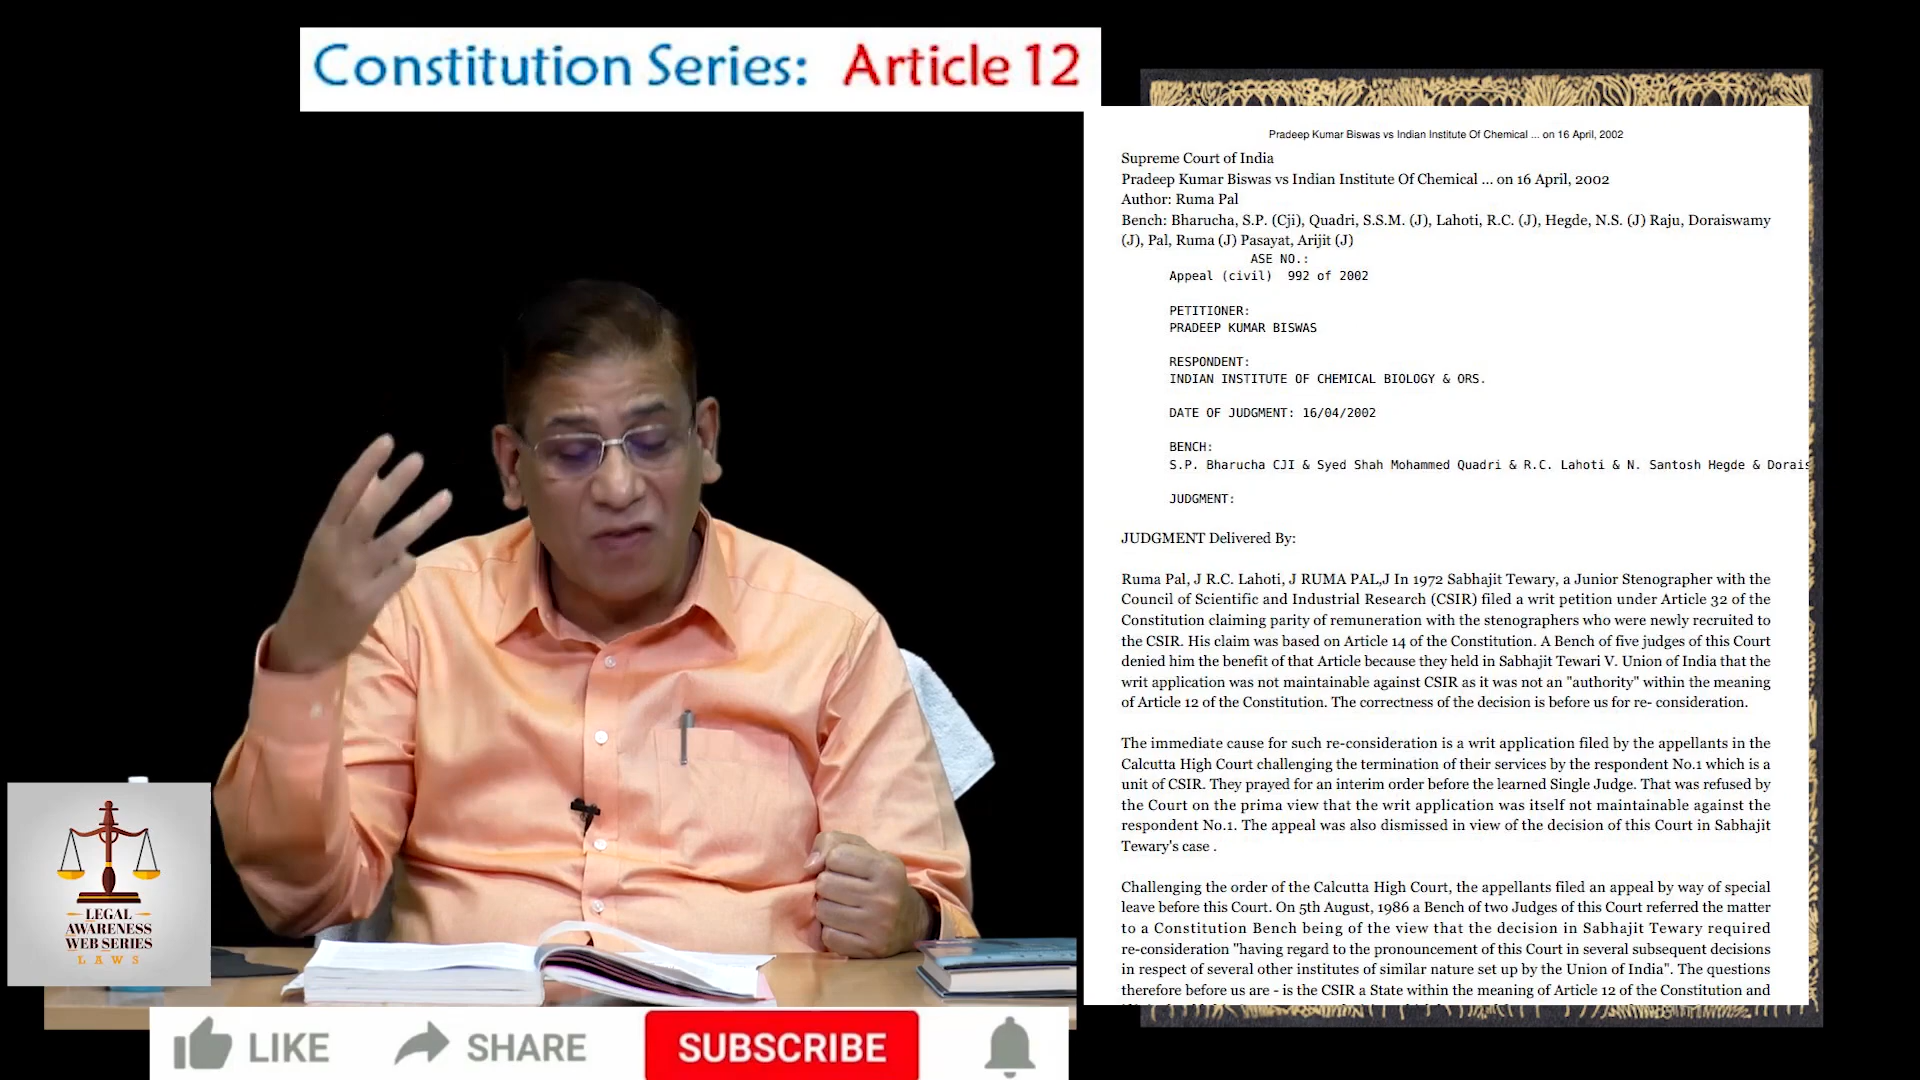 Constitution Series: Article 12
Pradeep Kumar Biswas vs Indian Institute Of Chemical ... on 16 April, 2002
Supreme Court of India
Pradeep Kumar Biswas vs Indian Institute Of Chemical ... on 16 April, 2002
Author: Ruma Pal
Bench: Bharucha, S.P. (Cji), Quadri, S.S.M. (J), Lahoti, R.C. (J), Hegde, N.S. (J) Raju, Doraiswamy
(J), Pal, Ruma (J) Pasayat, Arijit (J)
ASE NO.:
Appeal (civil) 992 of 2002
PETITIONER:
PRADEEP KUMAR BISWAS
RESPONDENT:
INDIAN INSTITUTE OF CHEMICAL BIOLOGY & ORS.
DATE OF JUDGMENT: 16/04/2002
BENCH:
S.P. Bharucha CJI & Syed Shah Mohammed Quadri & R.C. Lahoti & N. Santosh Hegde & Dorais
JUDGMENT:
JUDGMENT Delivered By:
Ruma Pal, J R.C. Lahoti, J RUMA PAL,J In 1972 Sabhajit Tewary, a Junior Stenographer with the
Council of Scientific and Industrial Research (CSIR) filed a writ petition under Article 32 of the
Constitution claiming parity of remuneration with the stenographers who were newly recruited to
the CSIR. His claim was based on Article 14 of the Constitution. A Bench of five judges of this Court
denied him the benefit of that Article because they held in Sabhajit Tewari V. Union of India that the
writ application was not maintainable against CSIR as it was not an "authority" within the meaning
of Article 12 of the Constitution. The correctness of the decision is before us for re- consideration.
The immediate cause for such re-consideration is a writ application filed by the appellants in the
Calcutta High Court challenging the termination of their services by the respondent No.1 which is a
unit of CSIR. They prayed for an interim order before the learned Single Judge. That was refused by
the Court on the prima view that the writ application was itself not maintainable against the
respondent No.1. The appeal was also dismissed in view of the decision of this Court in Sabhajit
Tewary's case .
Challenging the order of the Calcutta High Court, the appellants filed an appeal by way of special
leave before this Court. On 5th August, 1986 a Bench of two Judges of this Court referred the matter
to a Constitution Bench being of the view that the decision in Sabhajit Tewary required
re-consideration "having regard to the pronouncement of this Court in several subsequent decisions
in respect of several other institutes of similar nature set up by the Union of India". The questions
therefore before us are - is the CSIR a State within the meaning of Article 12 of the Constitution and
LEGAL
AWARENESS
WEB SERIES
LAWS
LIKE SHARE SUBSCRIBE